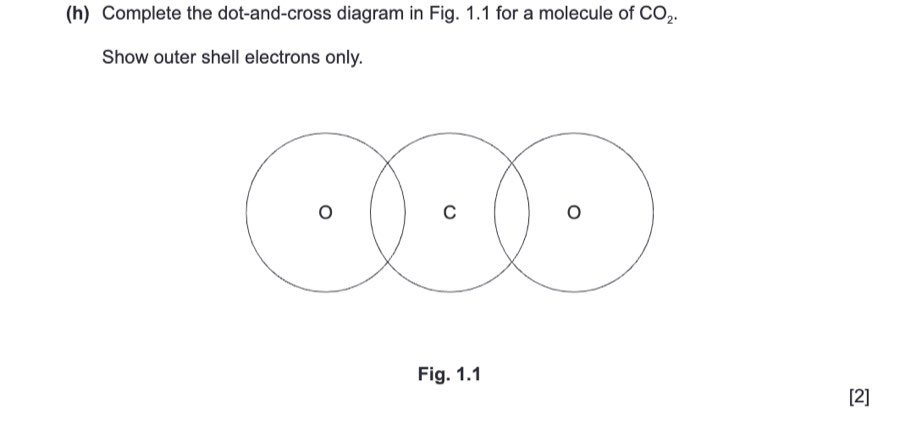 (h) Complete the dot-and-cross diagram in Fig. 1.1 for a molecule of CO₂.
Show outer shell electrons only.
O C O
Fig. 1.1
[2]